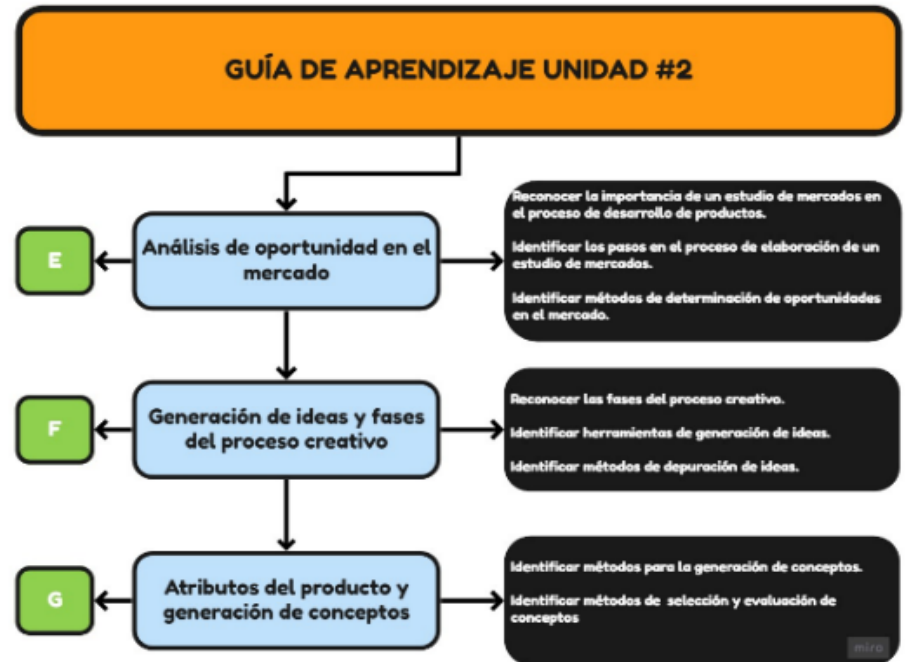 GUÍA DE APRENDIZAJE UNIDAD #2
E
Análisis de oportunidad en el
mercado
Reconocer la importancia de un estudio de mercados en
el proceso de desarrollo de productos.
Identificar los pasos en el proceso de elaboración de un
estudio de mercados.
Identificar métodos de determinación de oportunidades
en el mercado.
F
Generación de ideas y fases
del proceso creativo
Reconocer las fases del proceso creativo.
Identificar herramientas de generación de ideas.
Identificar métodos de depuración de ideas.
G
Atributos del producto y
generación de conceptos
Identificar métodos para la generación de conceptos.
Identificar métodos de selección y evaluación de
conceptos
miro